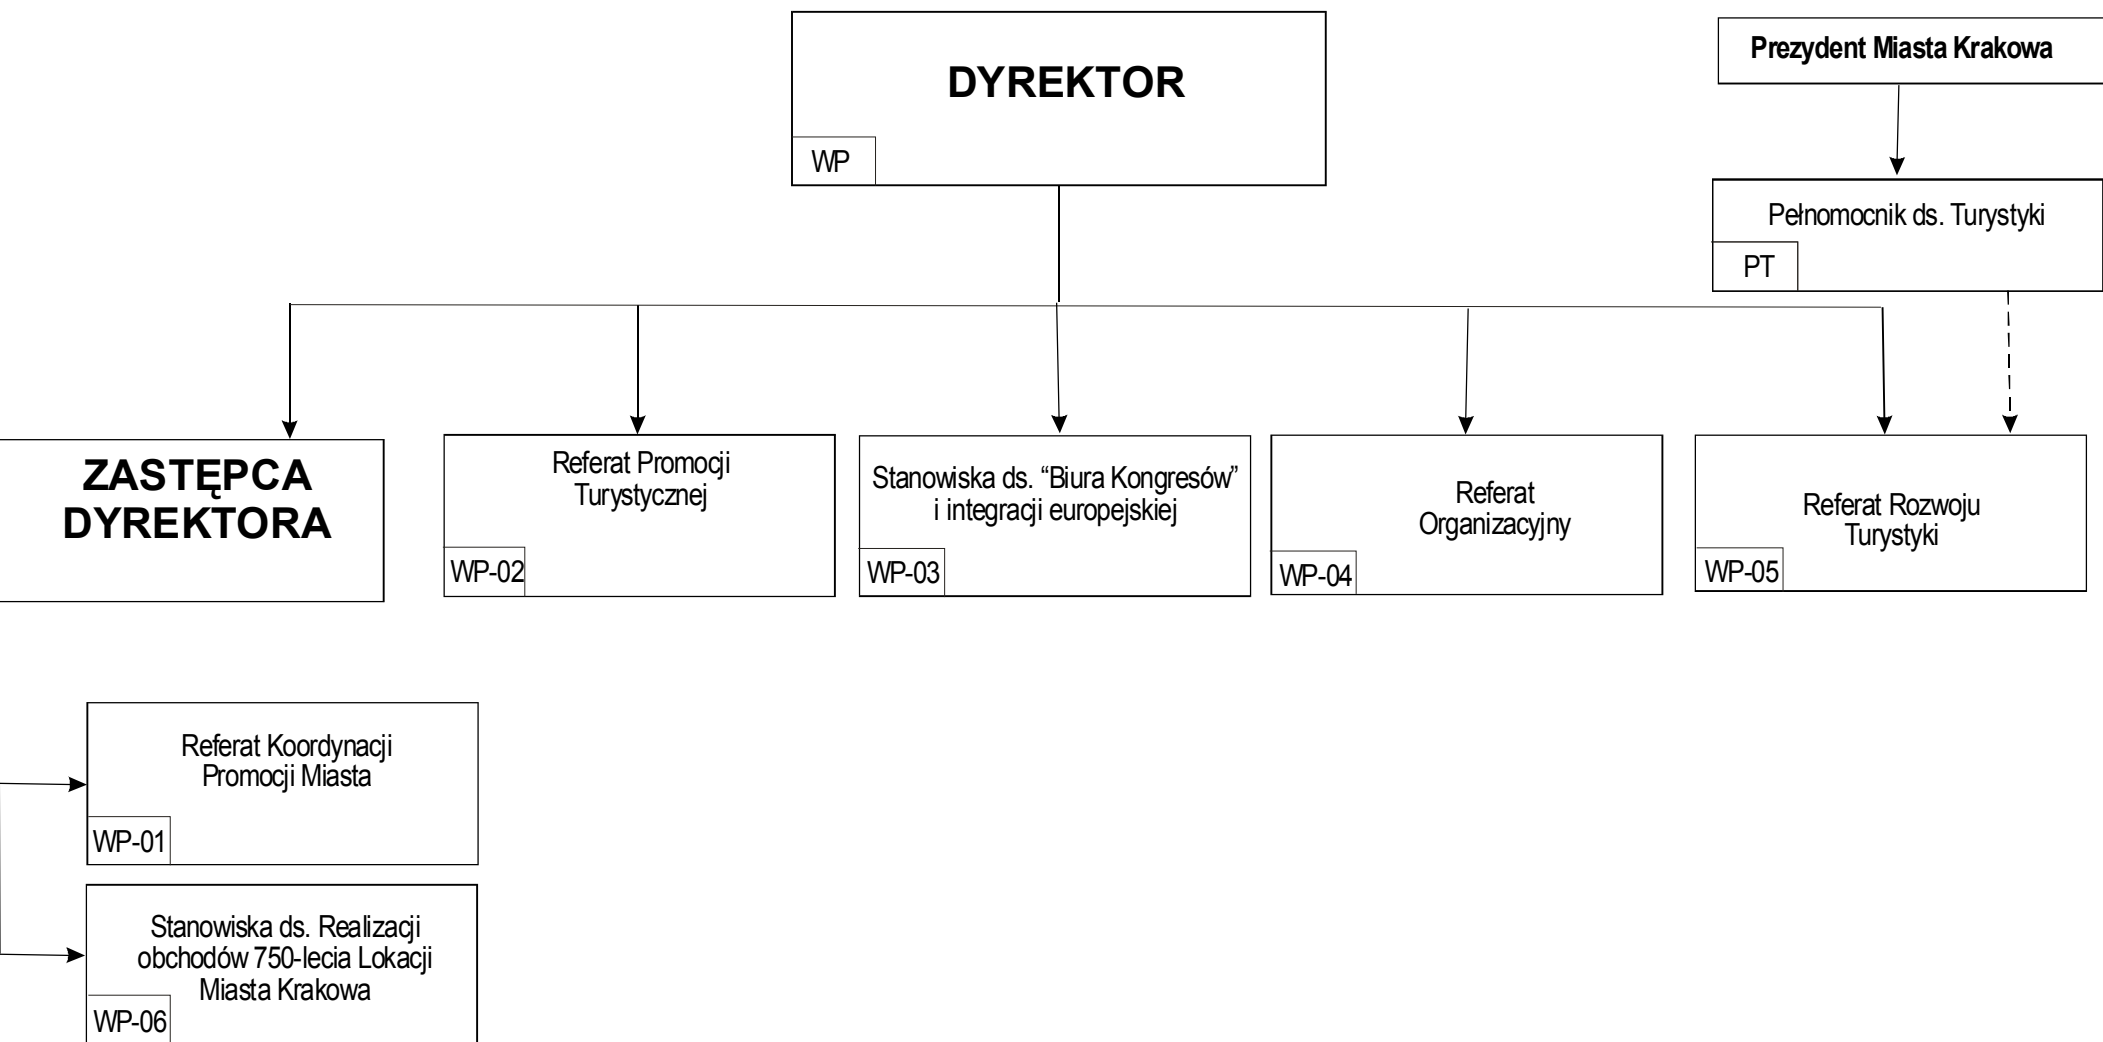 DYREKTOR
WP
Prezydent Miasta Krakowa
Pełnomocnik ds. Turystyki
PT
ZASTĘPCA
DYREKTORA
Referat Promocji
Turystycznej
WP-02
Stanowiska ds. “Biura Kongresów”
i integracji europejskiej
WP-03
Referat
Organizacyjny
WP-04
Referat Rozwoju
Turystyki
WP-05
Referat Koordynacji
Promocji Miasta
WP-01
Stanowiska ds. Realizacji
obchodów 750-lecia Lokacji
Miasta Krakowa
WP-06